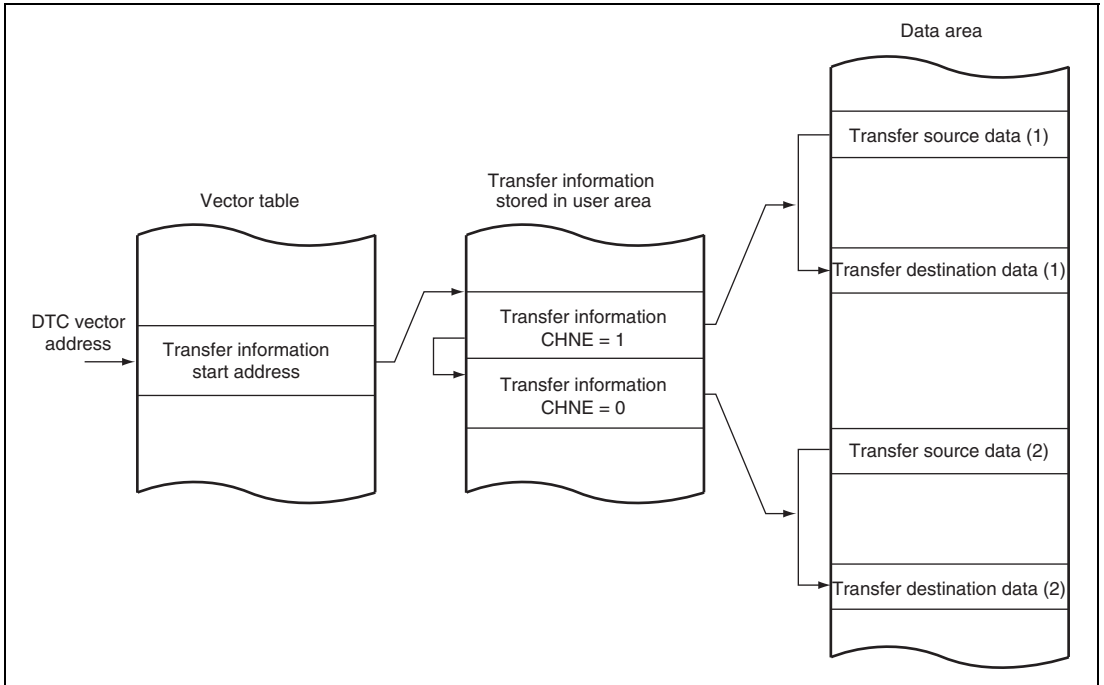 Data area
Transfer source data (1)
Transfer destination data (1)
Transfer source data (2)
Transfer destination data (2)
Transfer information
stored in user area
Transfer information
CHNE = 1
Transfer information
CHNE = 0
Vector table
DTC vector
address
Transfer information
start address